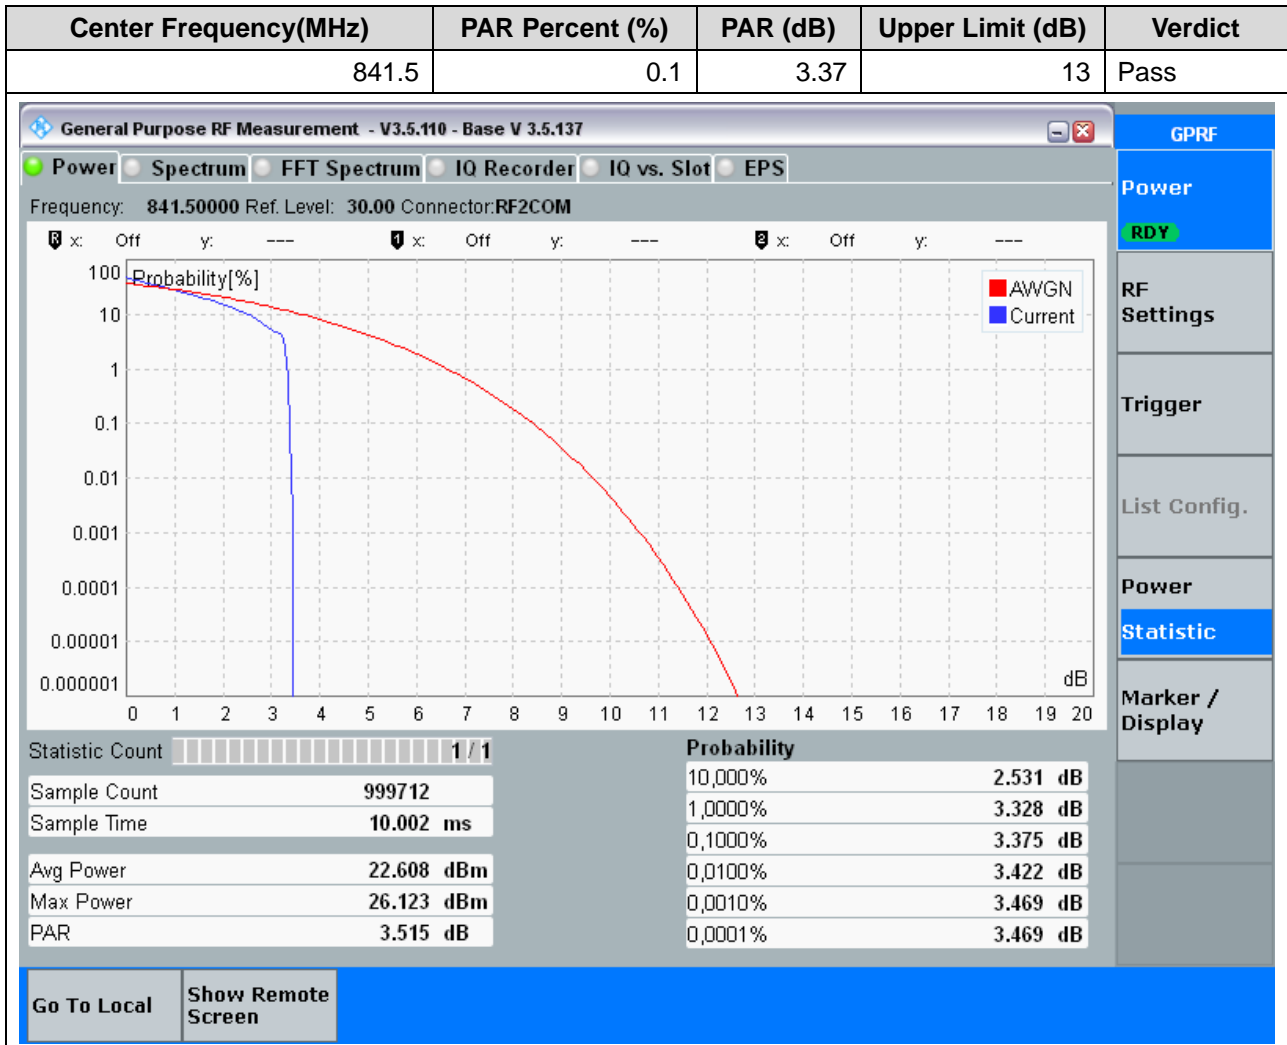 Center Frequency(MHz) PAR Percent (%) PAR (dB) Upper Limit (dB) Verdict
841.5 0.1 3.37 13 Pass
General Purpose RF Measurement - V3.5.110 - Base V 3.5.137
GPRF
Power Spectrum FFT Spectrum IQ Recorder IQ vs. Slot EPS
Power
RDY
Frequency: 841.50000 Ref. Level: 30.00 Connector:RF2COM
R x: Off y: --- 1 x: Off y: --- 2 x: Off y: ---
Probability[%]
100
10
1
0.1
0.01
0.001
0.0001
0.00001
0.000001
AWGN
Current
dB
0 1 2 3 4 5 6 7 8 9 10 11 12 13 14 15 16 17 18 19 20
RF
Settings
Trigger
List Config.
Power
Statistic
Marker /
Display
Statistic Count 1 / 1
Sample Count 999712
Sample Time 10.002 ms
Avg Power 22.608 dBm
Max Power 26.123 dBm
PAR 3.515 dB
Probability
10,000% 2.531 dB
1,0000% 3.328 dB
0,1000% 3.375 dB
0,0100% 3.422 dB
0,0010% 3.469 dB
0,0001% 3.469 dB
Go To Local
Show Remote
Screen